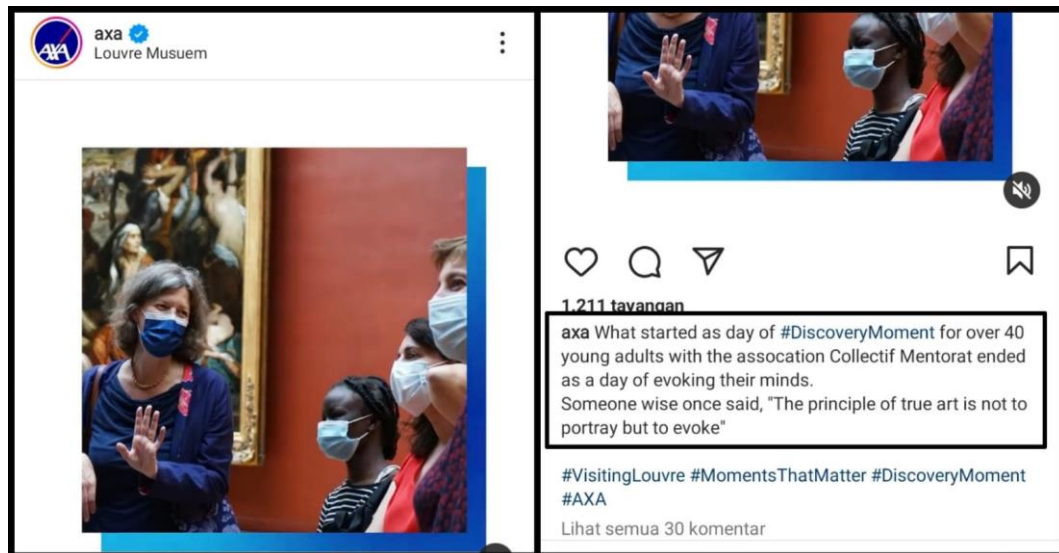 AXA
axa
Louvre Musuem
1.211 tayangan
axa What started as day of #DiscoveryMoment for over 40
young adults with the assocation Collectif Mentorat ended
as a day of evoking their minds.
Someone wise once said, "The principle of true art is not to
portray but to evoke"
#VisitingLouvre #MomentsThatMatter #DiscoveryMoment
#AXA
Lihat semua 30 komentar